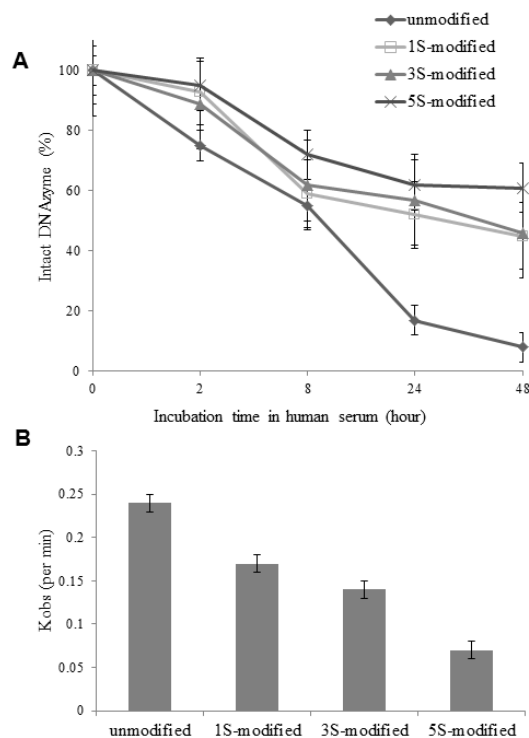 A
unmodified
1S-modified
3S-modified
5S-modified
Intact DNAzyme (%)
100
80
60
40
20
0
0 2 8 24 48
Incubation time in human serum (hour)
B
Kobs (per min)
0.3
0.25
0.2
0.15
0.1
0.05
0
unmodified 1S-modified 3S-modified 5S-modified